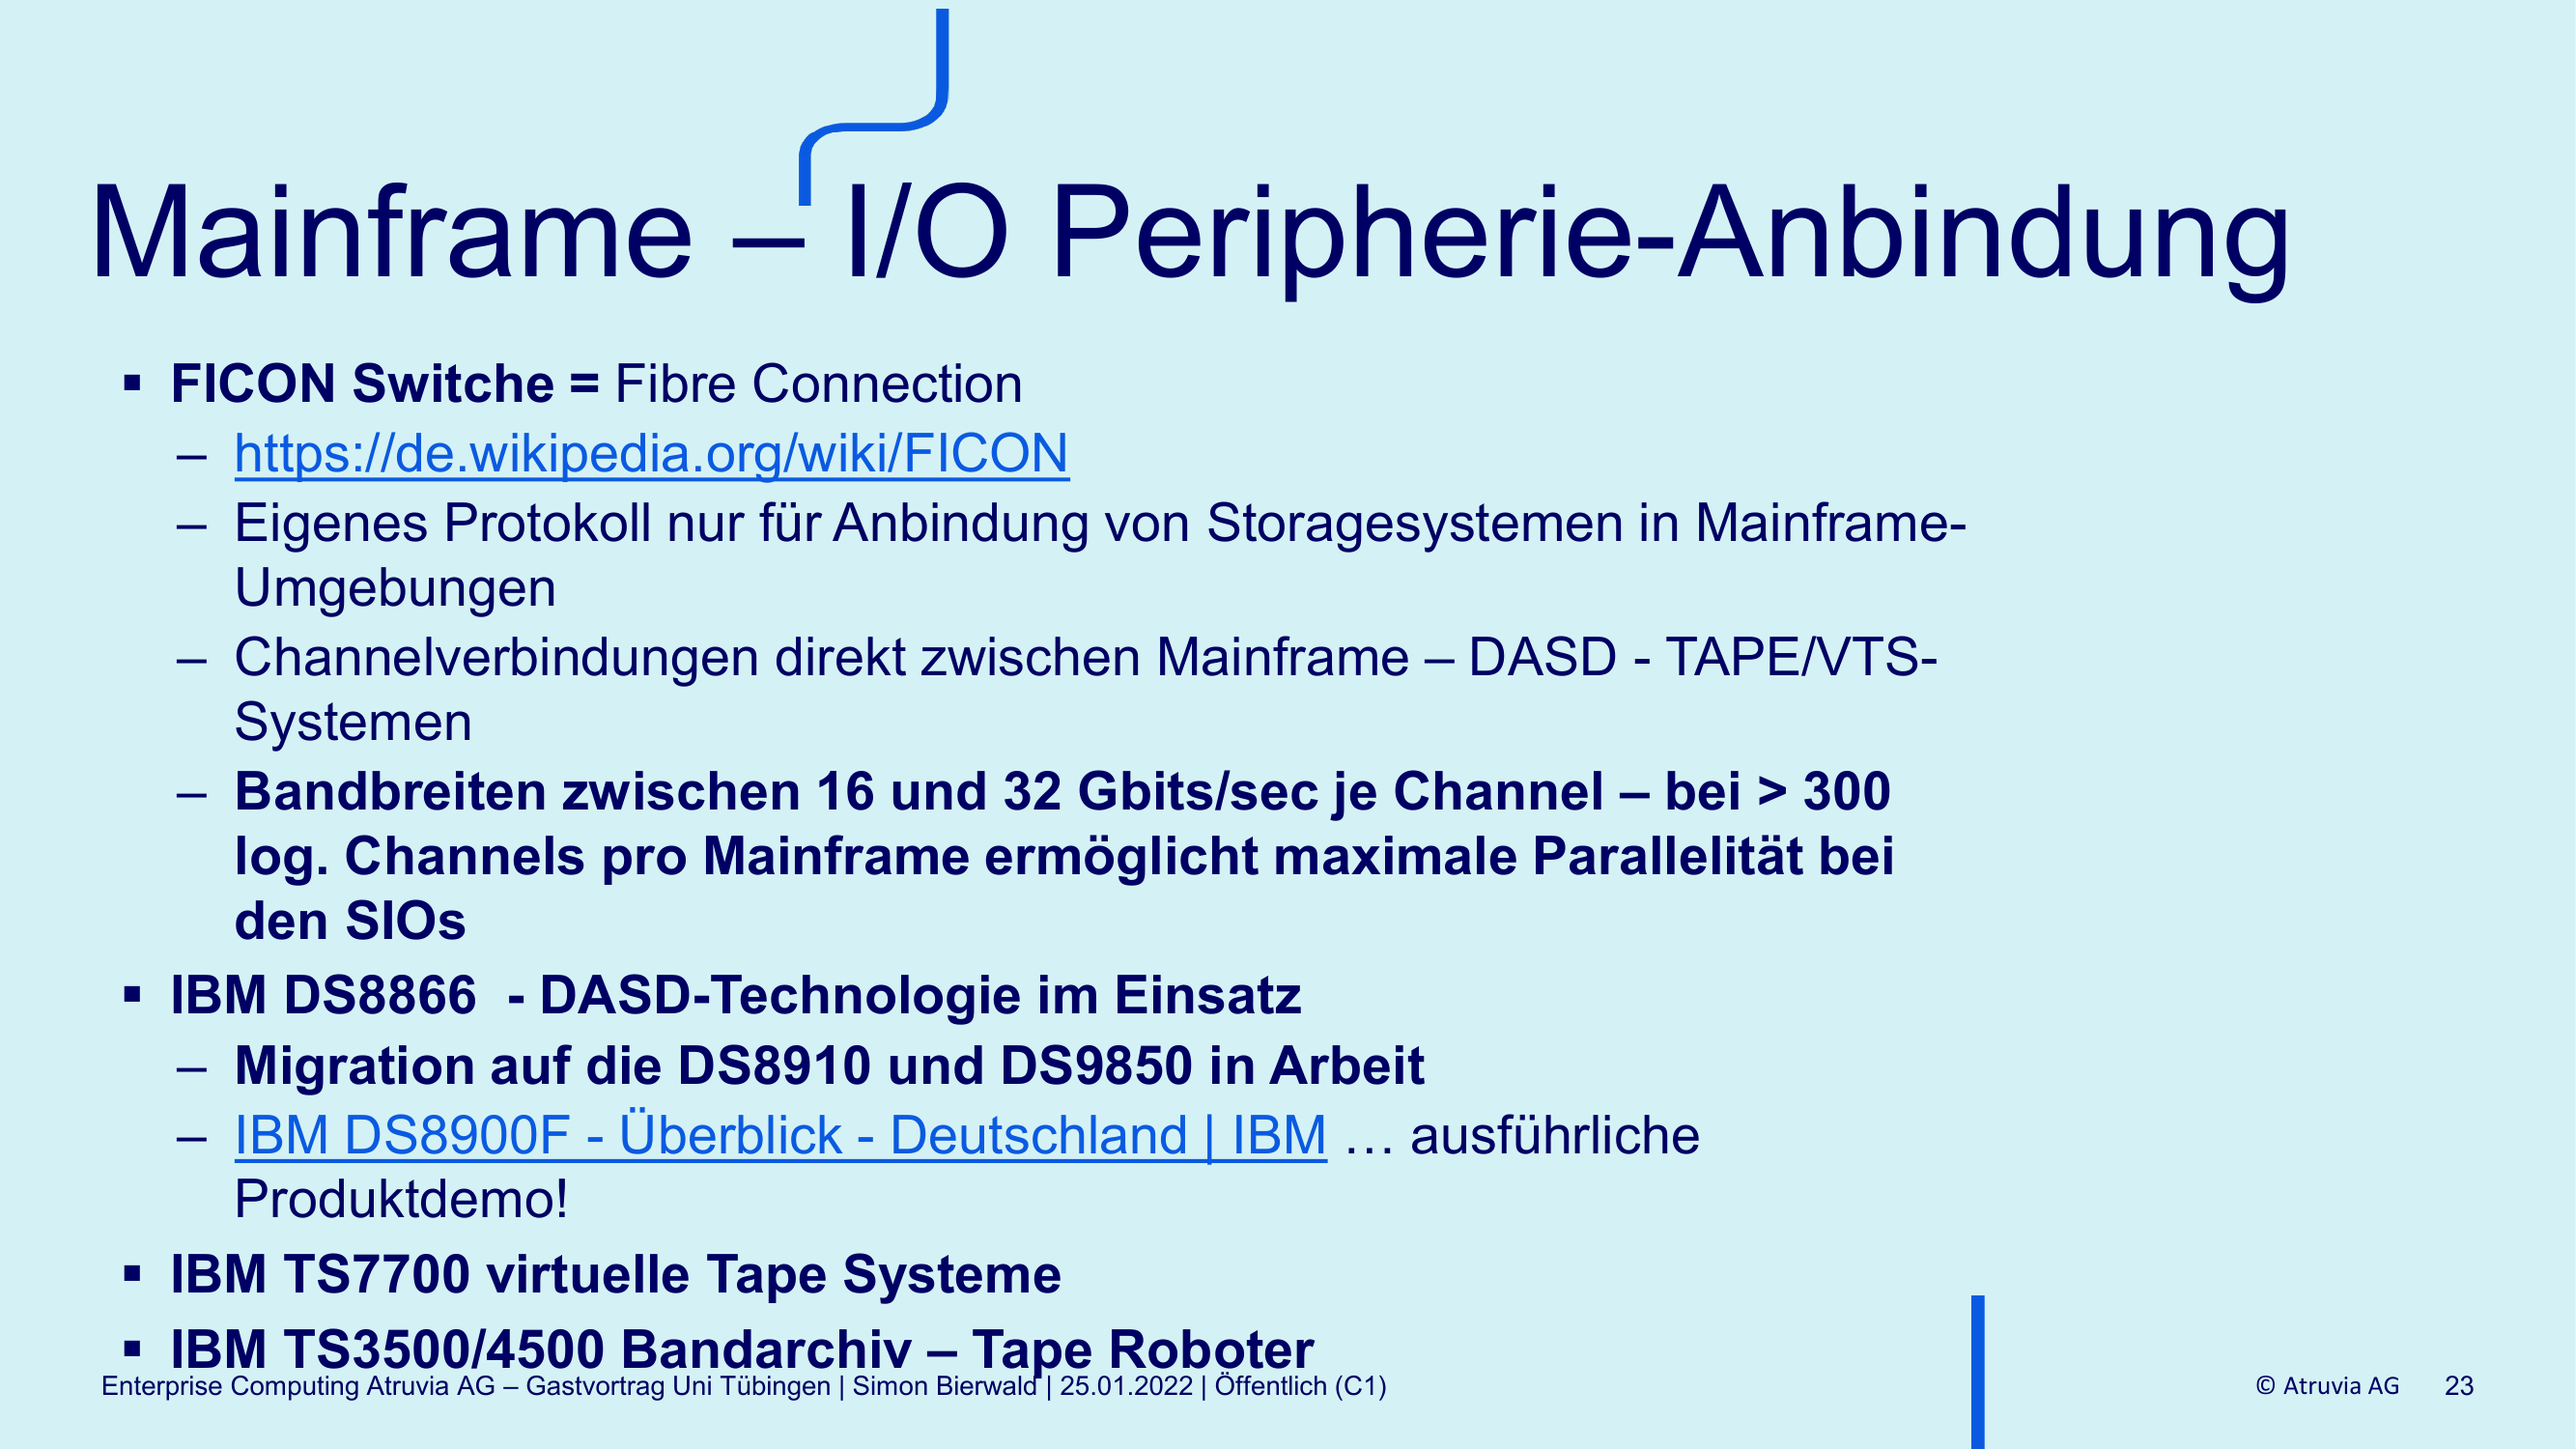 Mainframe – I/O Peripherie-Anbindung
▪ FICON Switche = Fibre Connection
– https://de.wikipedia.org/wiki/FICON
– Eigenes Protokoll nur für Anbindung von Storagesystemen in Mainframe-
Umgebungen
– Channelverbindungen direkt zwischen Mainframe – DASD - TAPE/VTS-
Systemen
– Bandbreiten zwischen 16 und 32 Gbits/sec je Channel – bei > 300
log. Channels pro Mainframe ermöglicht maximale Parallelität bei
den SIOs
▪ IBM DS8866 - DASD-Technologie im Einsatz
– Migration auf die DS8910 und DS9850 in Arbeit
– IBM DS8900F - Überblick - Deutschland | IBM … ausführliche
Produktdemo!
▪ IBM TS7700 virtuelle Tape Systeme
▪ IBM TS3500/4500 Bandarchiv – Tape Roboter
Enterprise Computing Atruvia AG – Gastvortrag Uni Tübingen | Simon Bierwald | 25.01.2022 | Öffentlich (C1)
© Atruvia AG 23